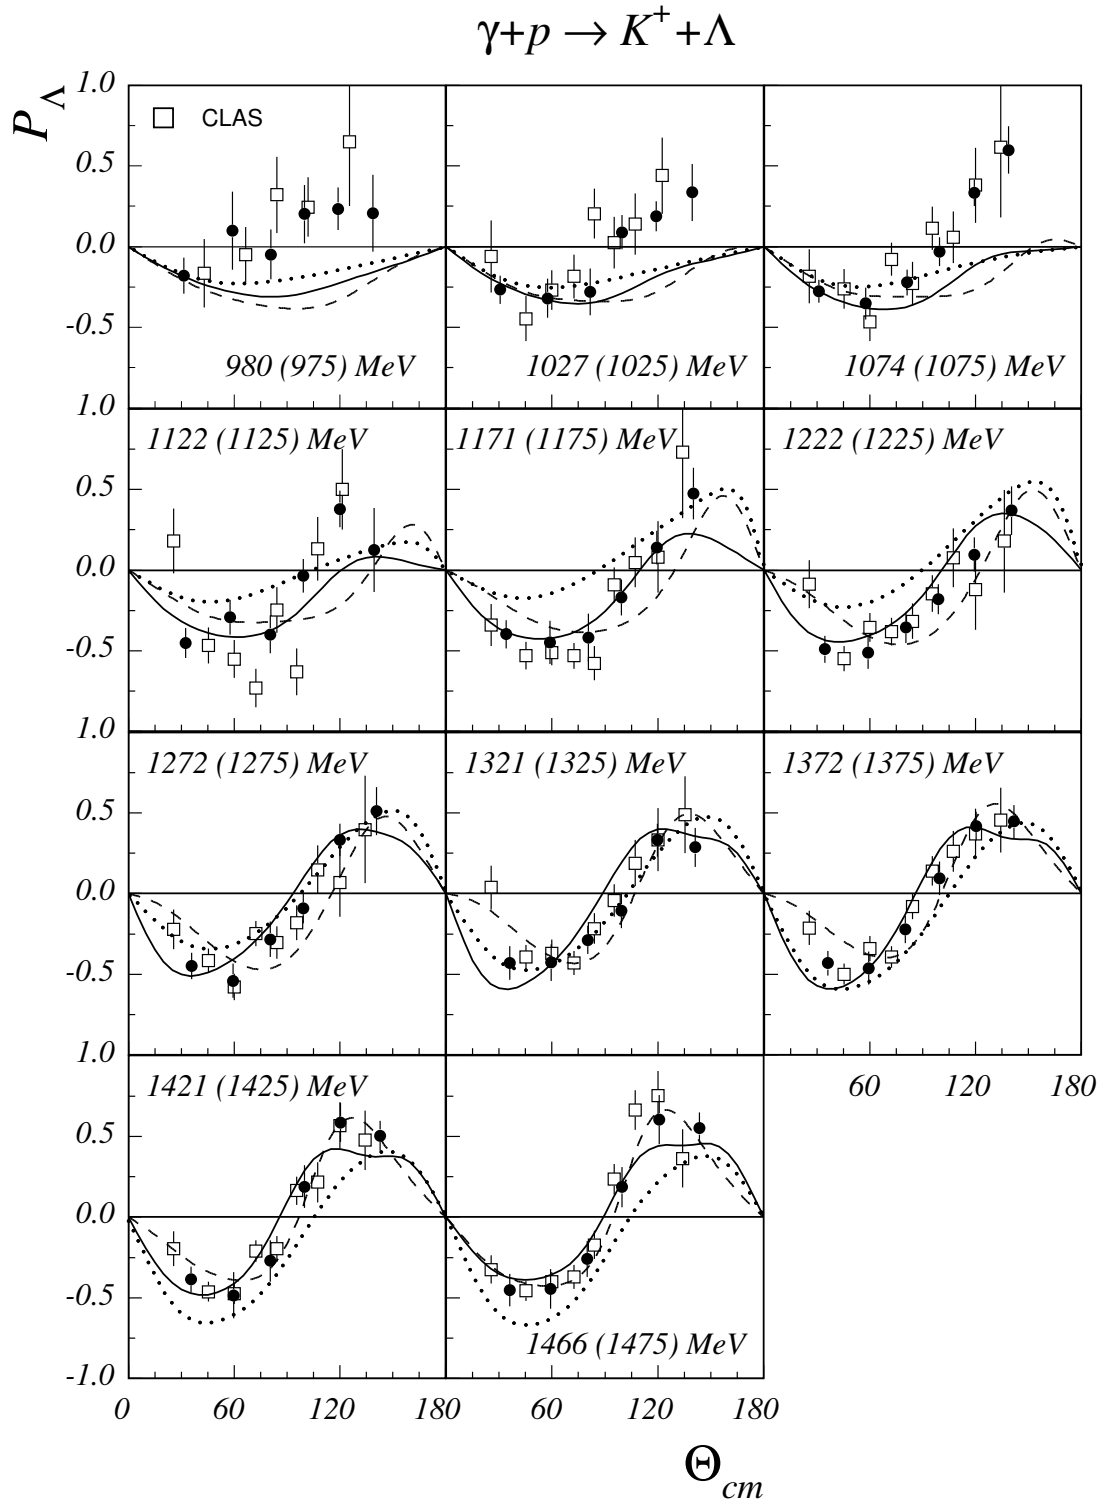 γ+p → K⁺+Λ
P_Λ
1.0
□ CLAS
0.5
0.0
-0.5
980 (975) MeV
1027 (1025) MeV
1074 (1075) MeV
1.0
1122 (1125) MeV
1171 (1175) MeV
1222 (1225) MeV
0.5
0.0
-0.5
1.0
1272 (1275) MeV
1321 (1325) MeV
1372 (1375) MeV
0.5
0.0
-0.5
1.0
60 120 180
1421 (1425) MeV
0.5
0.0
-0.5
1466 (1475) MeV
-1.0
0 60 120 180 60 120 180
Θ_cm